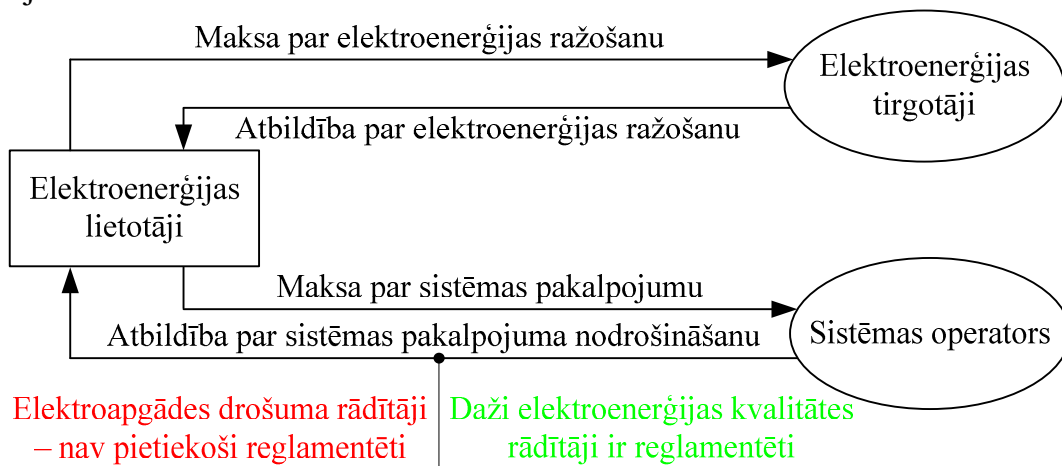 Maksa par elektroenerģijas ražošanu
Elektroenerģijas
tirgotāji
Atbildība par elektroenerģijas ražošanu
Elektroenerģijas
lietotāji
Maksa par sistēmas pakalpojumu
Atbildība par sistēmas pakalpojuma nodrošināšanu
Sistēmas operators
Elektroapgādes drošuma rādītāji
– nav pietiekoši reglamentēti
Daži elektroenerģijas kvalitātes
rādītāji ir reglamentēti